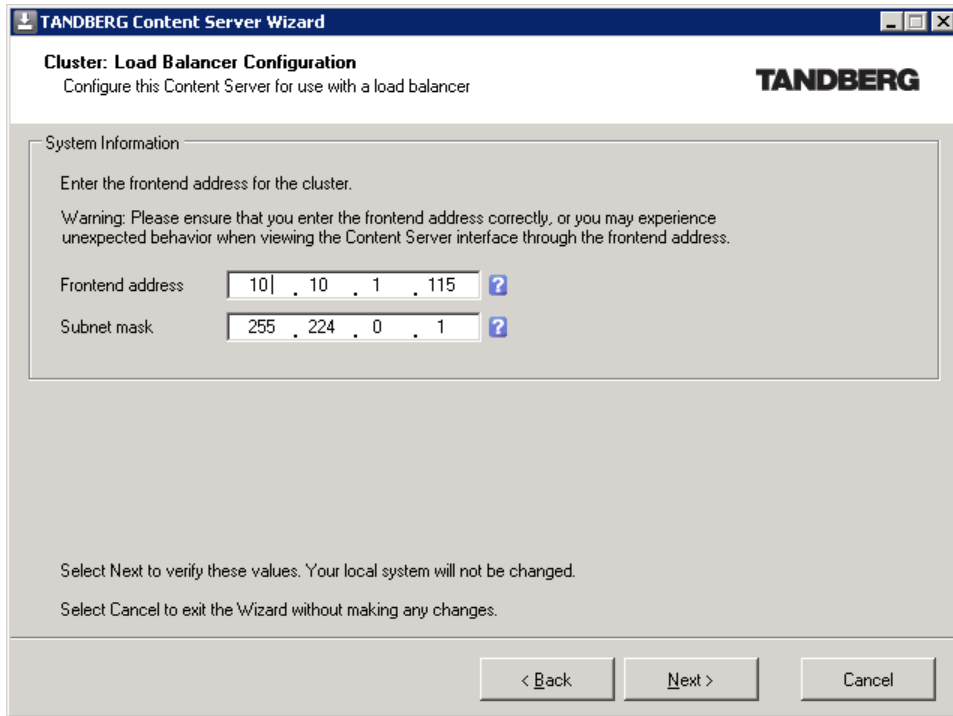 TANDBERG Content Server Wizard
Cluster: Load Balancer Configuration
Configure this Content Server for use with a load balancer
TANDBERG
System Information
Enter the frontend address for the cluster.
Warning: Please ensure that you enter the frontend address correctly, or you may experience
unexpected behavior when viewing the Content Server interface through the frontend address.
Frontend address 10 . 10 . 1 . 115 ?
Subnet mask 255 . 224 . 0 . 1 ?
Select Next to verify these values. Your local system will not be changed.
Select Cancel to exit the Wizard without making any changes.
< Back Next > Cancel